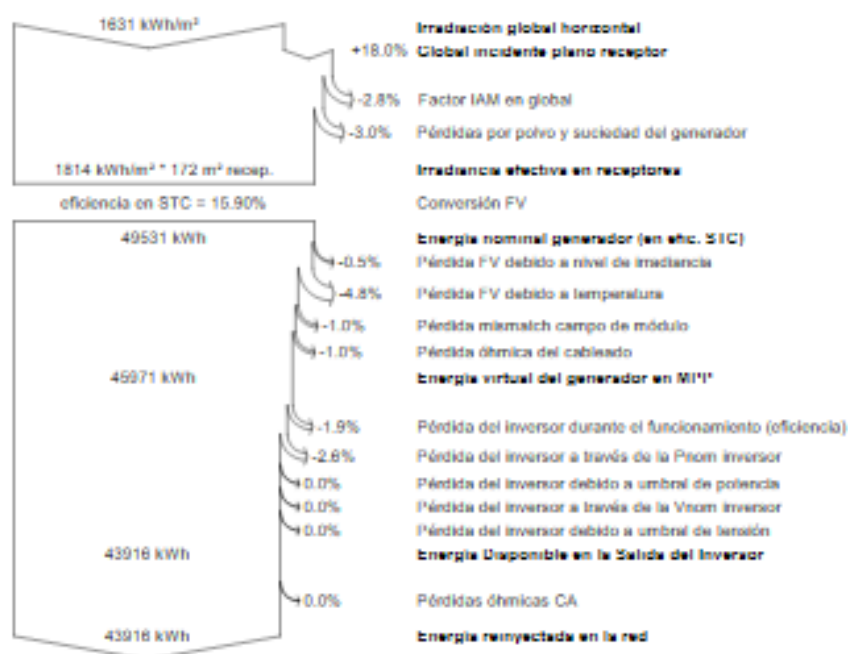 1631 kWh/m² Irradiación global horizontal
+18.0% Global incidente plano receptor
-2.8% Factor IAM en global
-3.0% Pérdidas por polvo y suciedad del generador
1814 kWh/m² * 172 m² recep. Irradiancia efectiva en receptores
eficiencia en STC = 15.90% Conversión FV
49531 kWh Energía nominal generador (en efic. STC)
-0.5% Pérdida FV debido a nivel de irradiancia
-4.8% Pérdida FV debido a temperatura
-1.0% Pérdida mismatch campo de módulo
-1.0% Pérdida óhmica del cableado
45971 kWh Energía virtual del generador en MPP
-1.9% Pérdida del inversor durante el funcionamiento (eficiencia)
-2.6% Pérdida del inversor a través de la Pnom inversor
0.0% Pérdida del inversor debido a umbral de potencia
0.0% Pérdida del inversor a través de la Vnom inversor
0.0% Pérdida del inversor debido a umbral de tensión
43916 kWh Energía Disponible en la Salida del Inversor
0.0% Pérdidas óhmicas CA
43916 kWh Energía reinyectada en la red